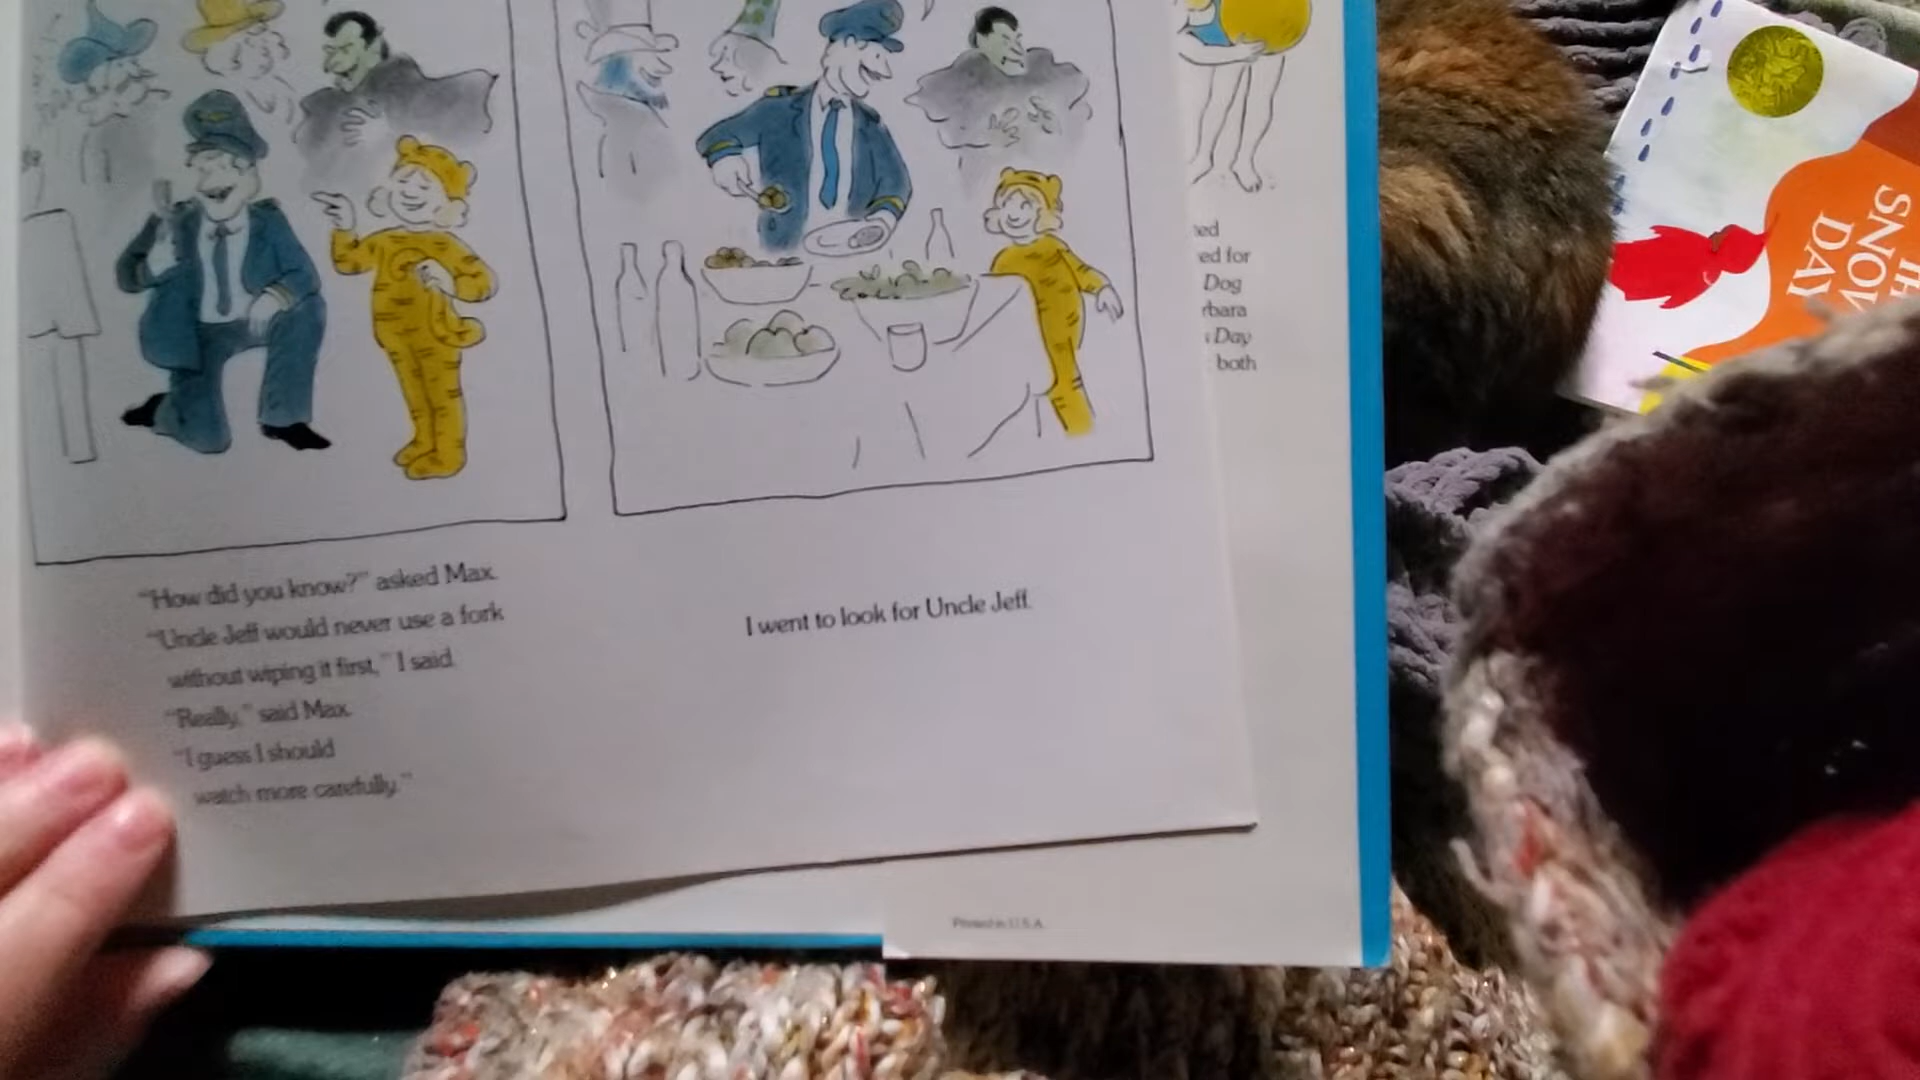 "How did you know?" asked Max.
"Uncle Jeff would never use a fork
without wiping it first," I said.
"Really," said Max.
"I guess I should
watch more carefully."
I went to look for Uncle Jeff.
ed for
Dog
rbara
Day
both
Printed in U.S.A.
SNOW
DAY